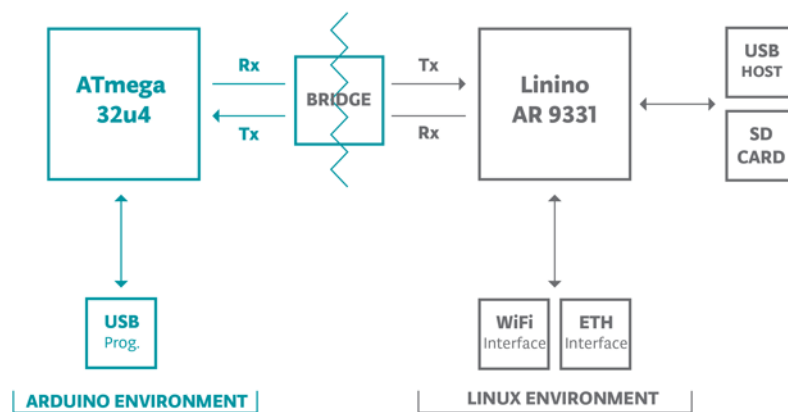 ATmega
32u4
Rx
Tx
BRIDGE
Tx
Rx
Linino
AR 9331
USB
HOST
SD
CARD
USB
Prog.
WiFi
Interface
ETH
Interface
ARDUINO ENVIRONMENT
LINUX ENVIRONMENT